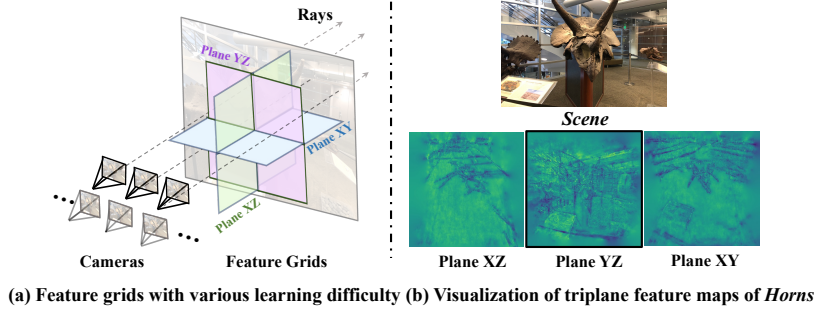 Rays
Plane YZ
Plane XY
Plane XZ
Cameras
Feature Grids
(a) Feature grids with various learning difficulty
Scene
Plane XZ
Plane YZ
Plane XY
(b) Visualization of triplane feature maps of Horns